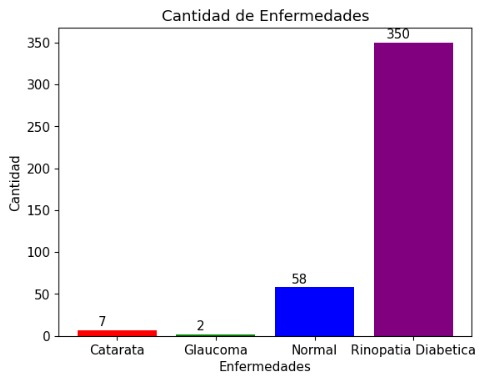 Cantidad de Enfermedades
Cantidad
350
300
250
200
150
100
50
0
7
2
58
350
Catarata
Glaucoma
Normal
Rinopatia Diabetica
Enfermedades